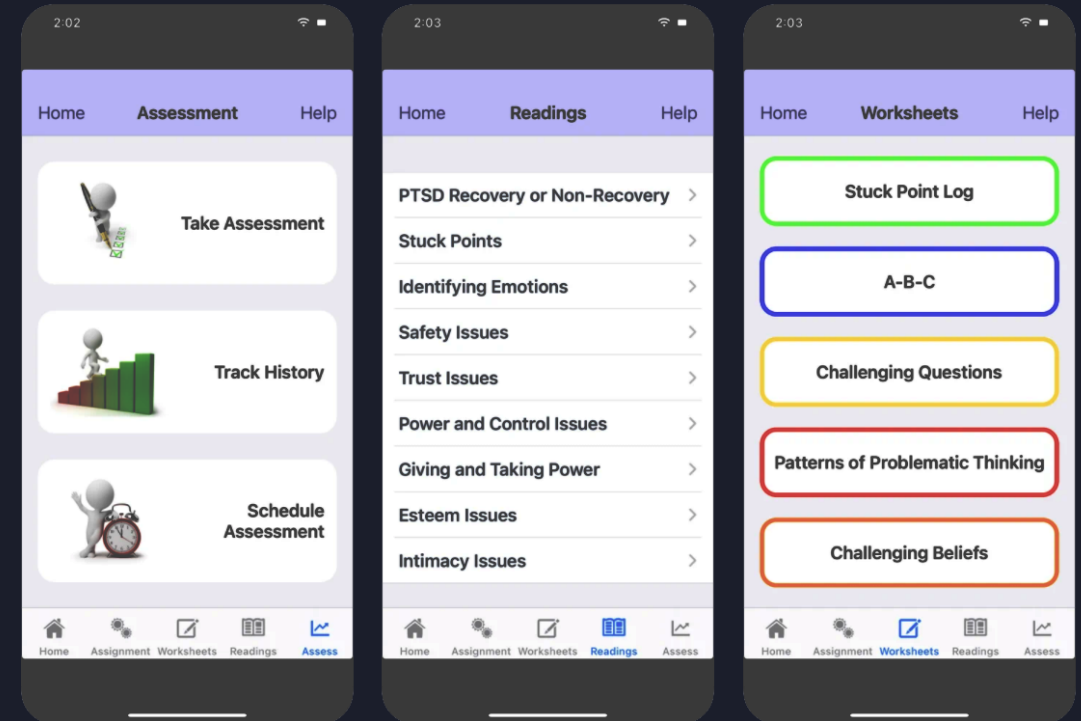 2:02
Home Assessment Help
Take Assessment
Track History
Schedule
Assessment
Home Assignment Worksheets Readings Assess
2:03
Home Readings Help
PTSD Recovery or Non-Recovery
Stuck Points
Identifying Emotions
Safety Issues
Trust Issues
Power and Control Issues
Giving and Taking Power
Esteem Issues
Intimacy Issues
Home Assignment Worksheets Readings Assess
2:03
Home Worksheets Help
Stuck Point Log
A-B-C
Challenging Questions
Patterns of Problematic Thinking
Challenging Beliefs
Home Assignment Worksheets Readings Assess